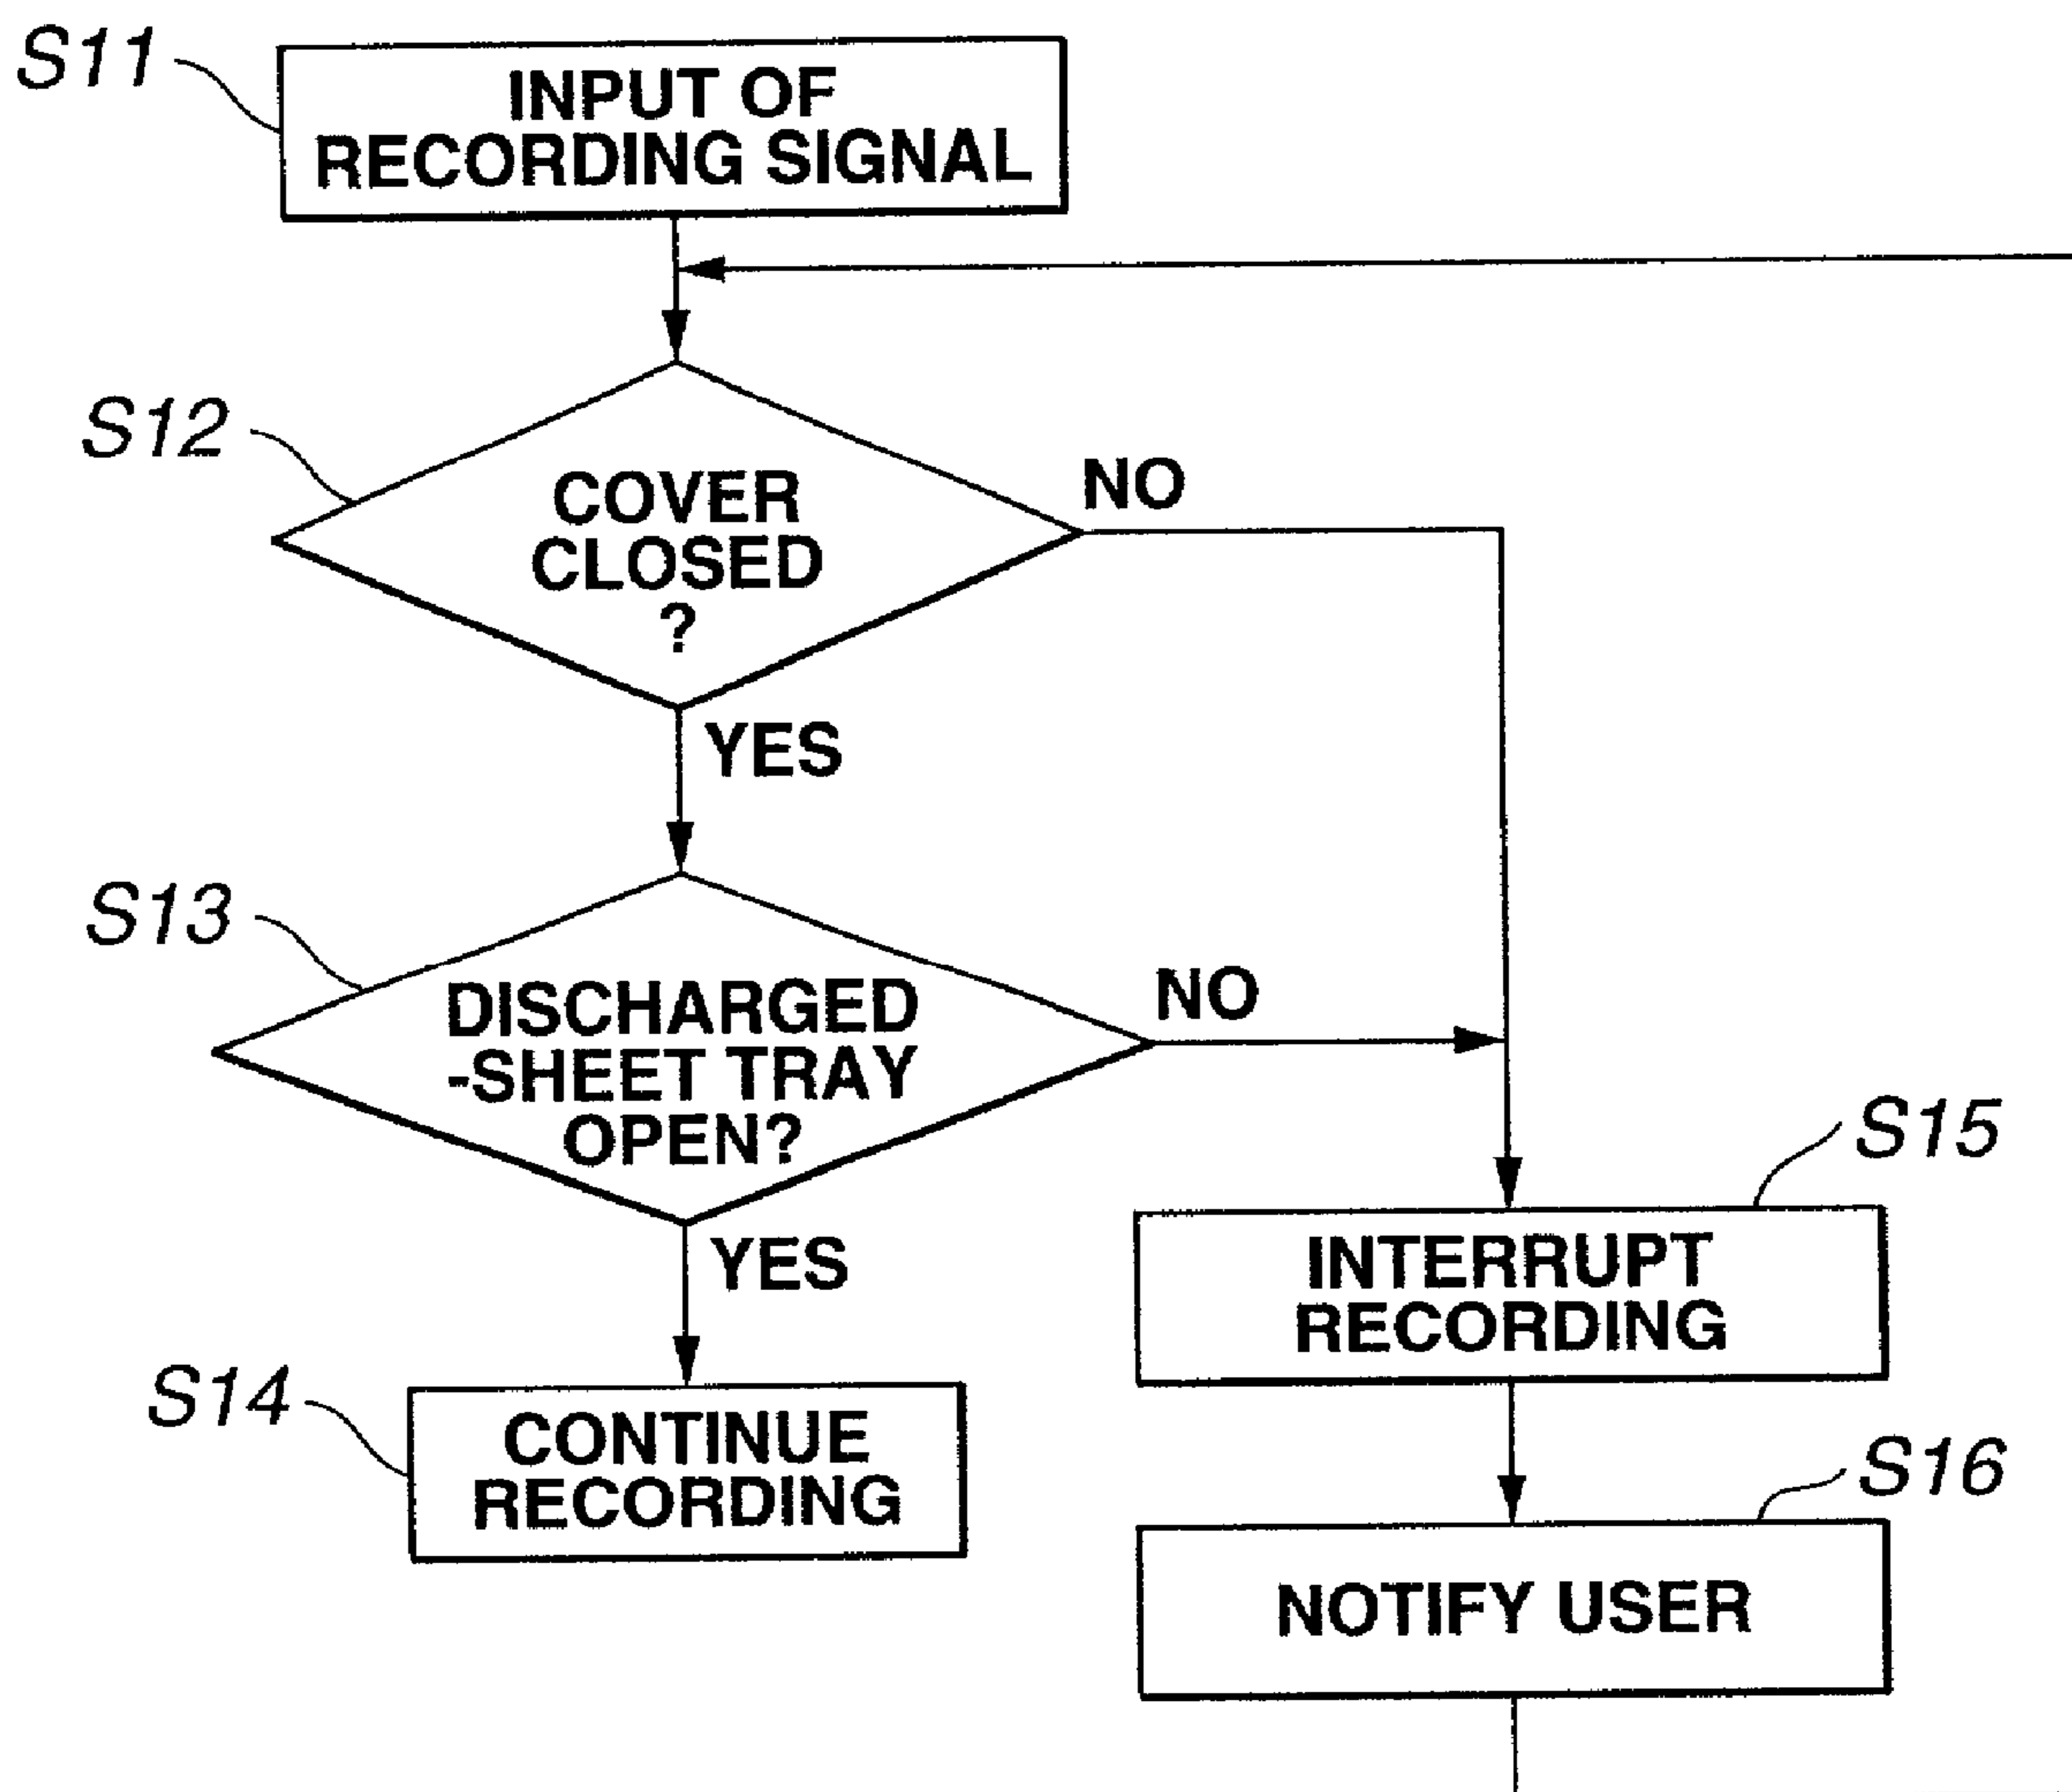 S11
INPUT OF
RECORDING SIGNAL
S12
COVER
CLOSED
?
NO
YES
S13
DISCHARGED
-SHEET TRAY
OPEN?
NO
YES
S14
CONTINUE
RECORDING
S15
INTERRUPT
RECORDING
S16
NOTIFY USER